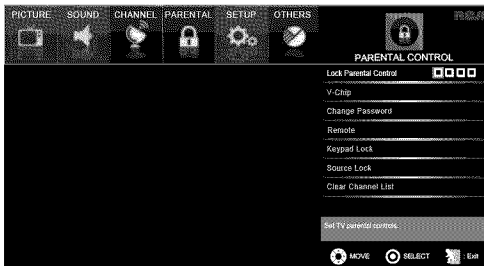 PICTURE SOUND CHANNEL PARENTAL SETUP OTHERS
RCA
PARENTAL CONTROL
Lock Parental Control
V-Chip
Change Password
Remote
Keypad Lock
Source Lock
Clear Channel List
Set TV parental controls.
MOVE SELECT : Exit